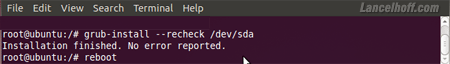 File Edit View Search Terminal Help Lancelhoff.com
root@ubuntu:/# grub-install --recheck /dev/sda
Installation finished. No error reported.
root@ubuntu:/# reboot